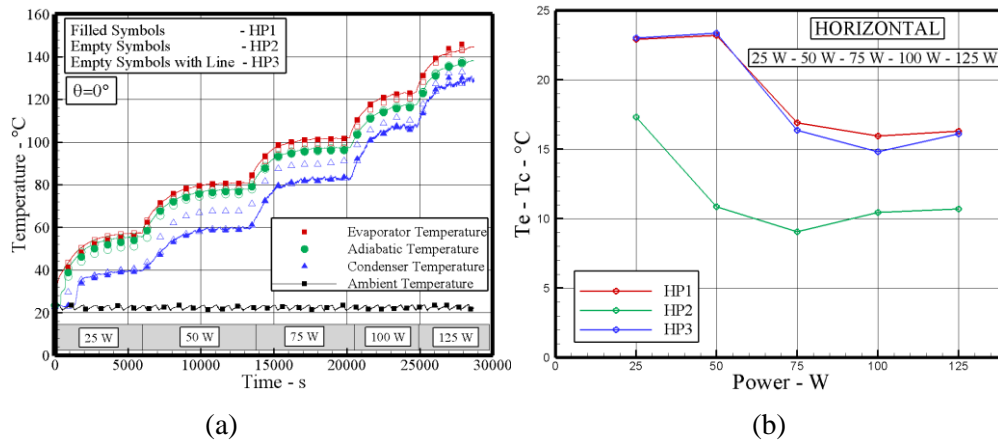 160
140
120
100
80
60
40
20
0
Temperature - °C
Filled Symbols - HP1
Empty Symbols - HP2
Empty Symbols with Line - HP3
θ=0°
Evaporator Temperature
Adiabatic Temperature
Condenser Temperature
Ambient Temperature
25 W 50 W 75 W 100 W 125 W
0 5000 10000 15000 20000 25000 30000
Time - s
(a)
25
20
15
10
5
0
Te - Tc - °C
HORIZONTAL
25 W - 50 W - 75 W - 100 W - 125 W
HP1
HP2
HP3
0 25 50 75 100 125
Power - W
(b)